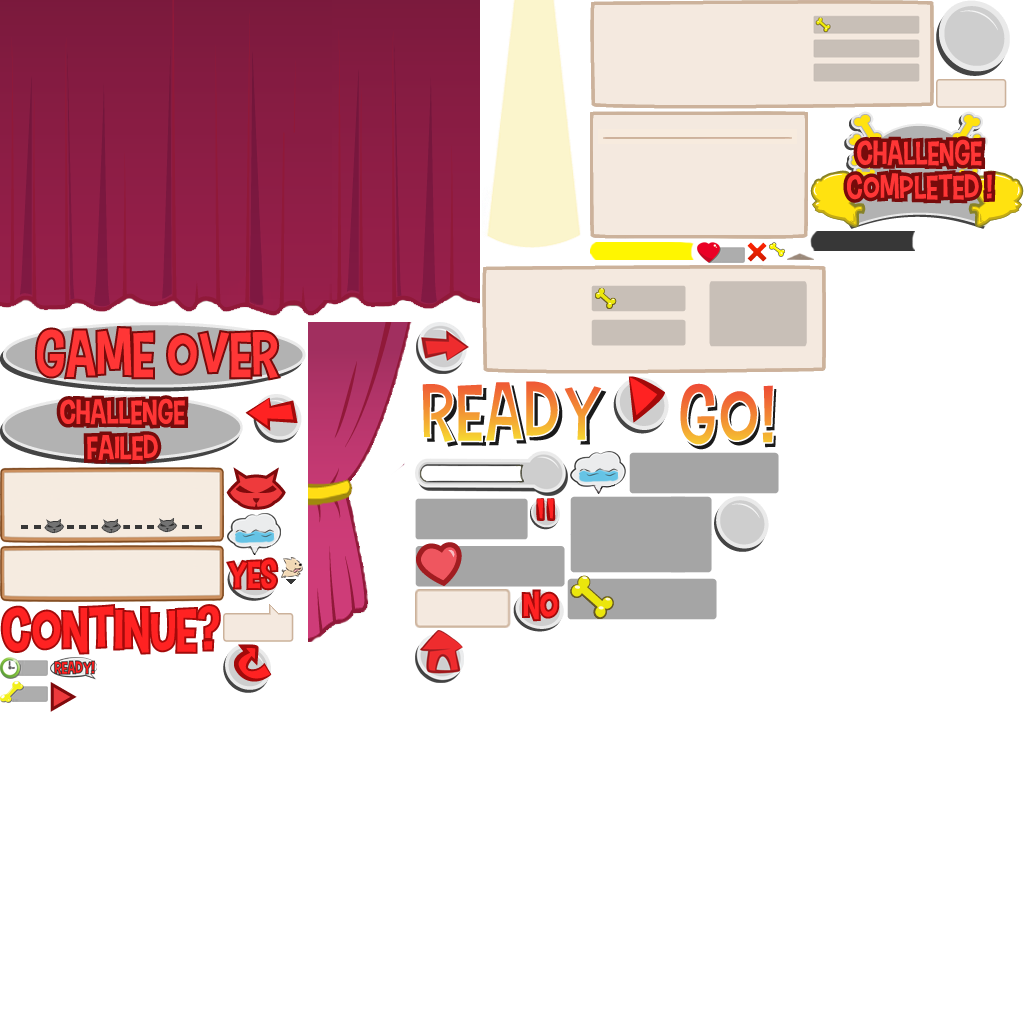 CHALLENGE
COMPLETED!
GAME OVER
CHALLENGE
FAILED
READY GO!
YES
NO
CONTINUE?
READY!